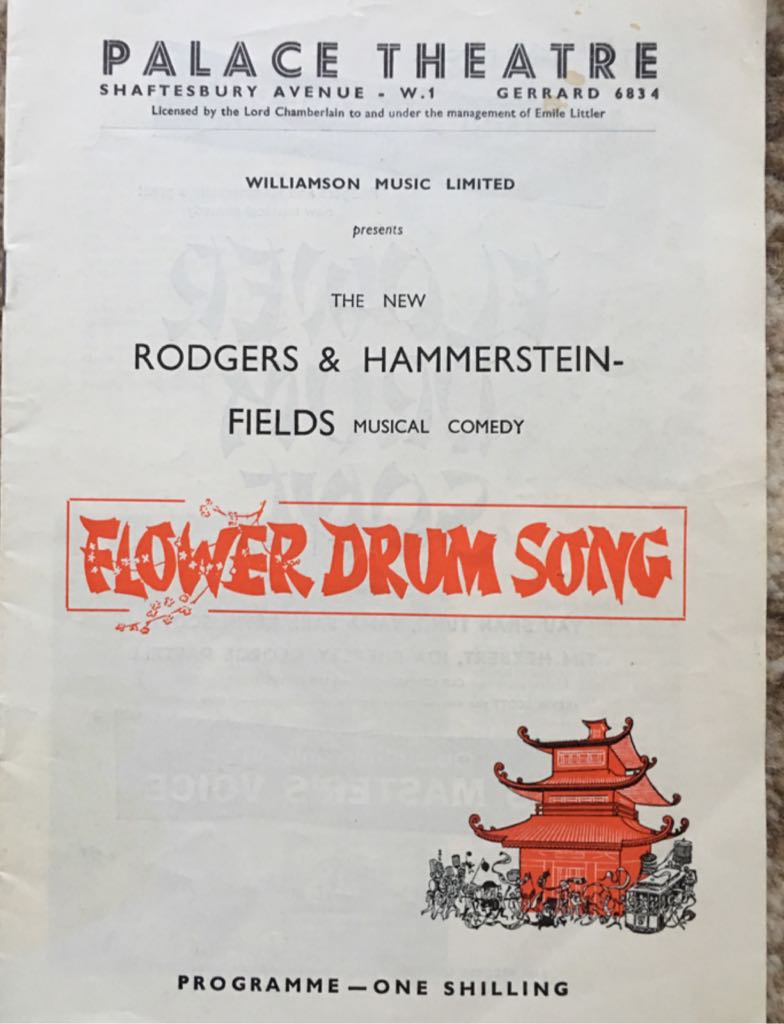 PALACE THEATRE
SHAFTESBURY AVENUE - W.1 GERRARD 6834
Licensed by the Lord Chamberlain to and under the management of Emile Littler
WILLIAMSON MUSIC LIMITED
presents
THE NEW
RODGERS & HAMMERSTEIN-
FIELDS MUSICAL COMEDY
FLOWER DRUM SONG
PROGRAMME — ONE SHILLING